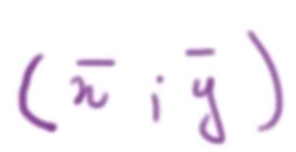 (x̄ ; ȳ)